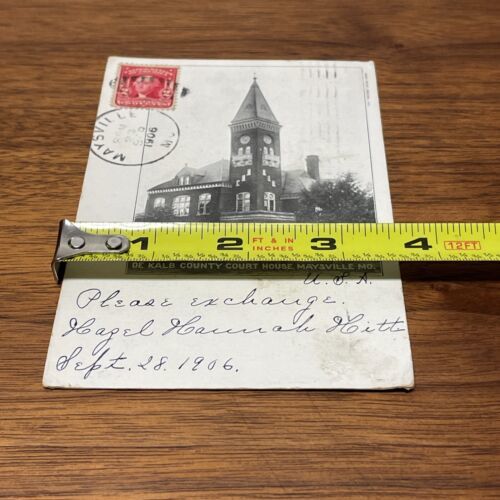 MAYSVILLE
MO.
1906
1 2 FT & IN INCHES 3 4 12FT
DE KALB COUNTY COURT HOUSE, MAYSVILLE MO.
U.S.A.
Please exchange.
Hazel Hannah Hitt
Sept. 28. 1906.